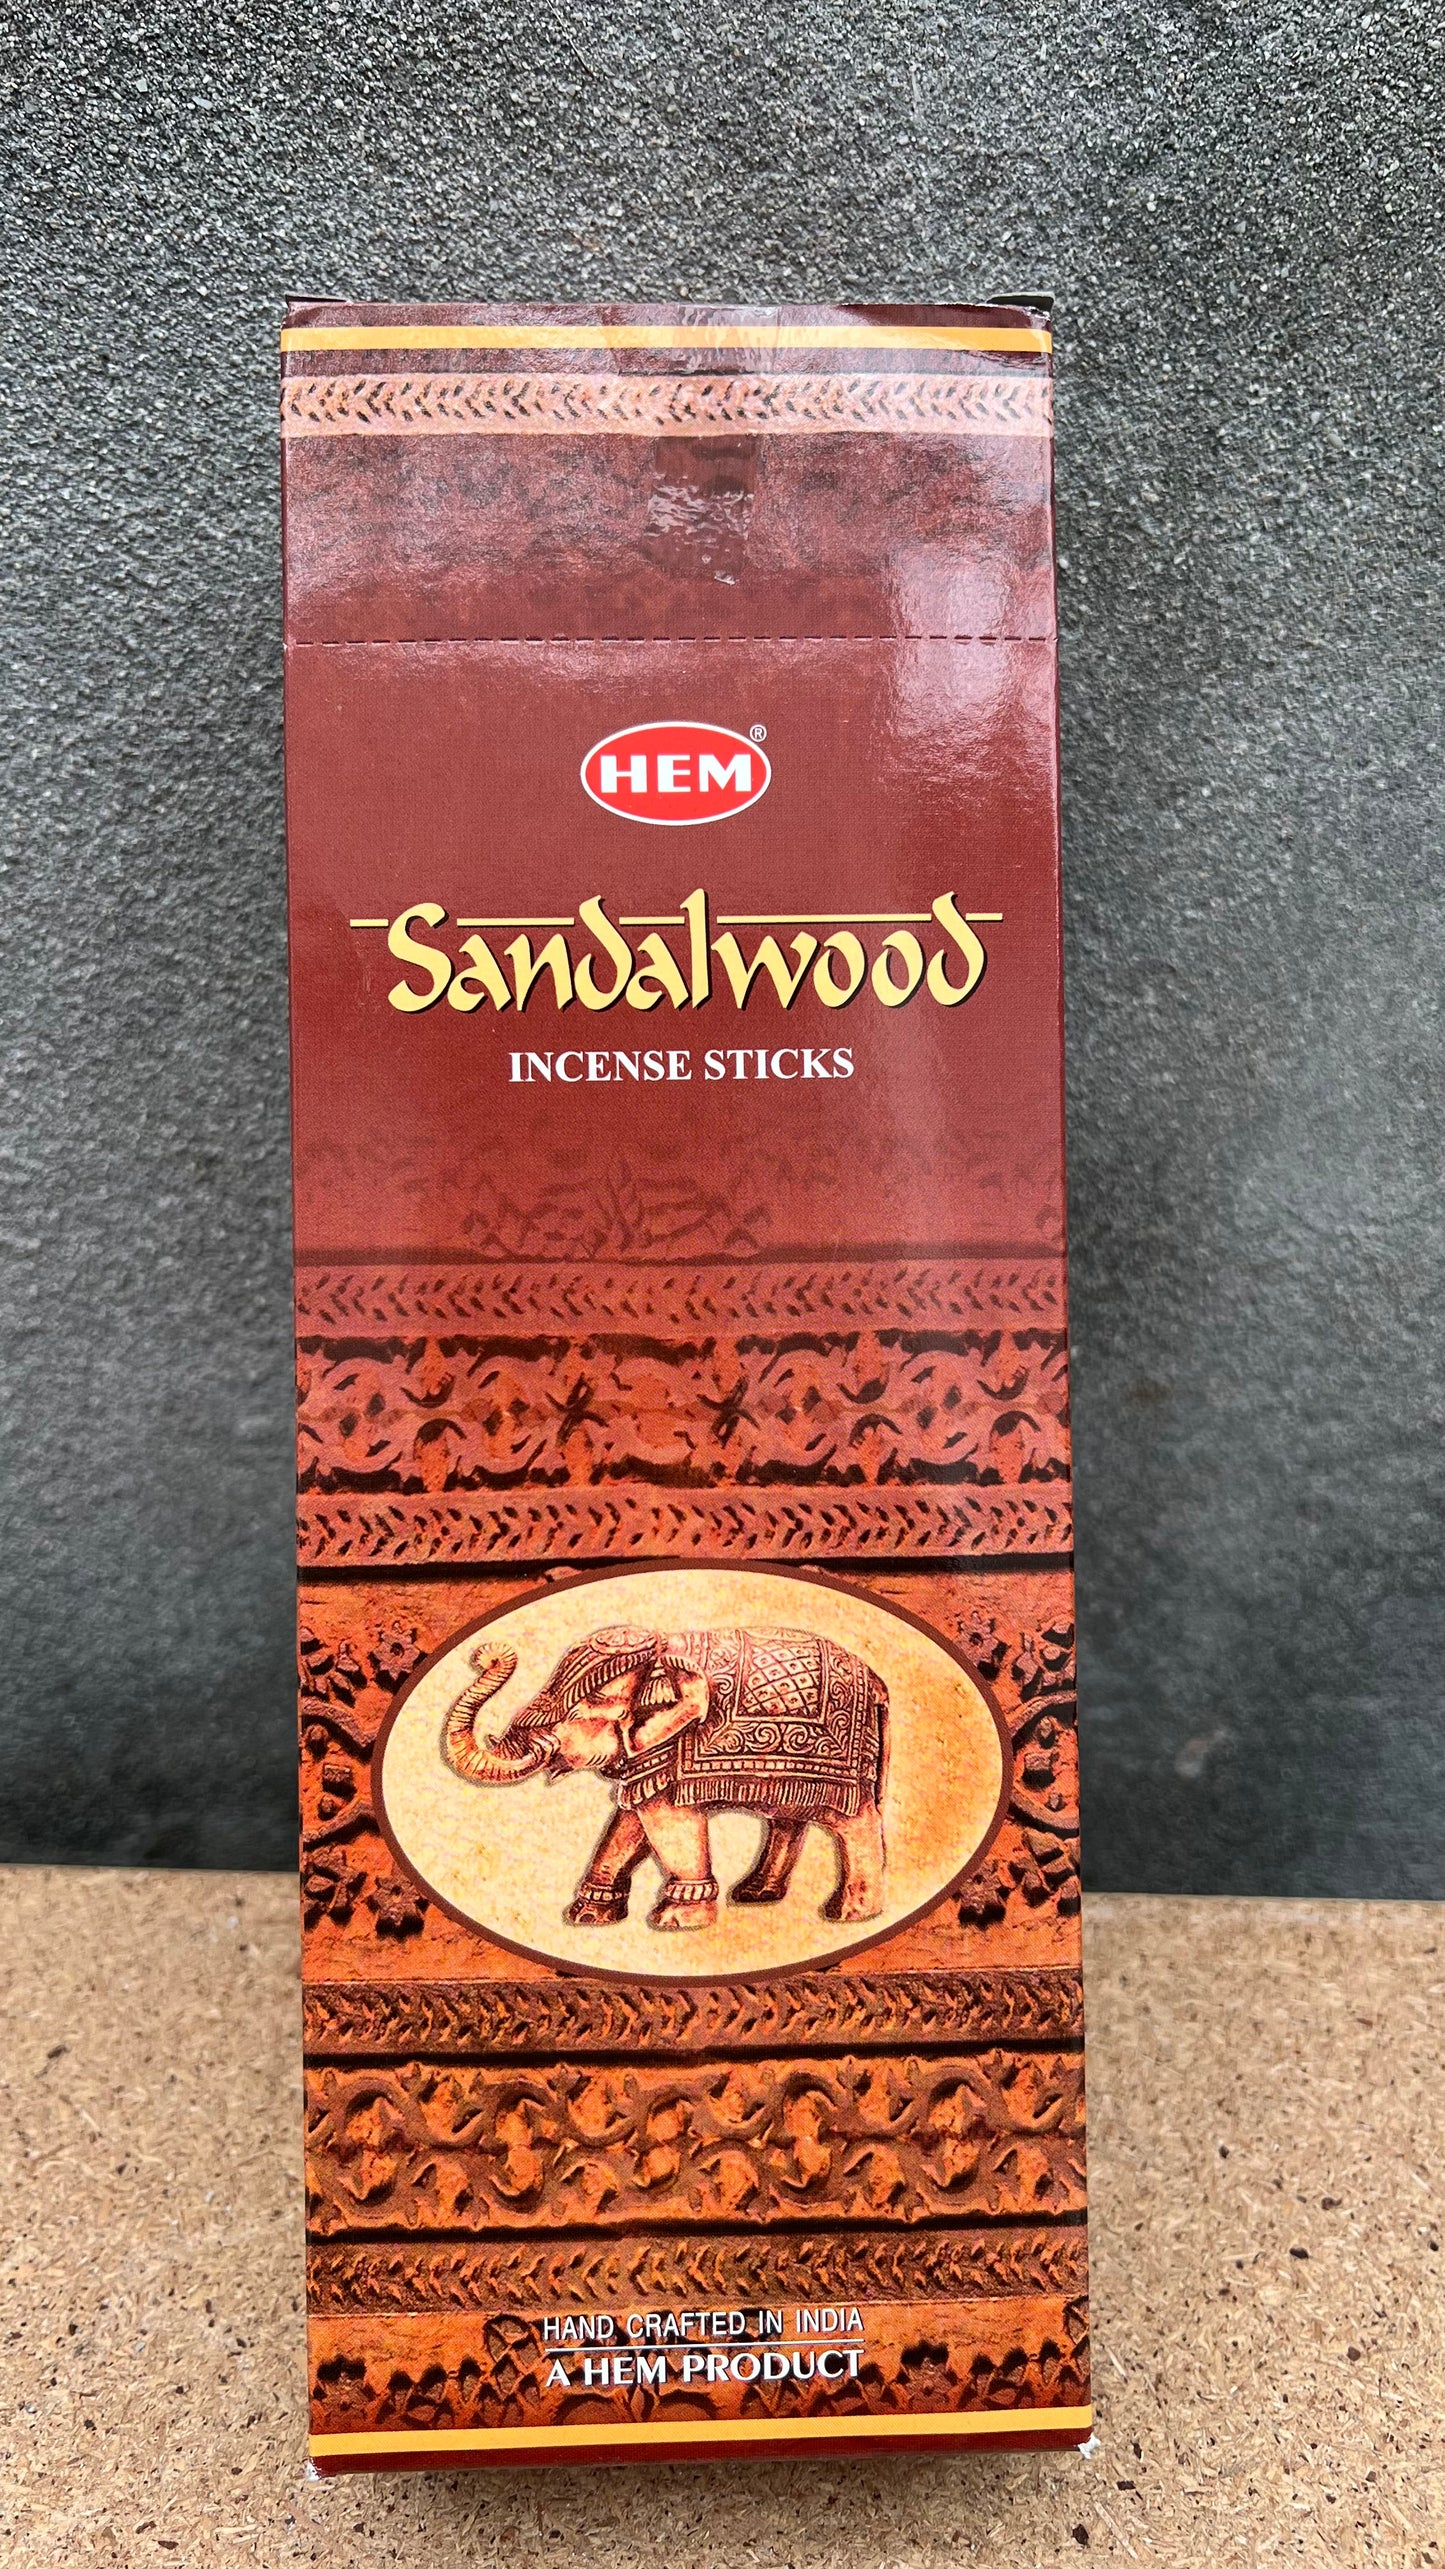 HEM®
Sandalwood
INCENSE STICKS
HAND CRAFTED IN INDIA
A HEM PRODUCT